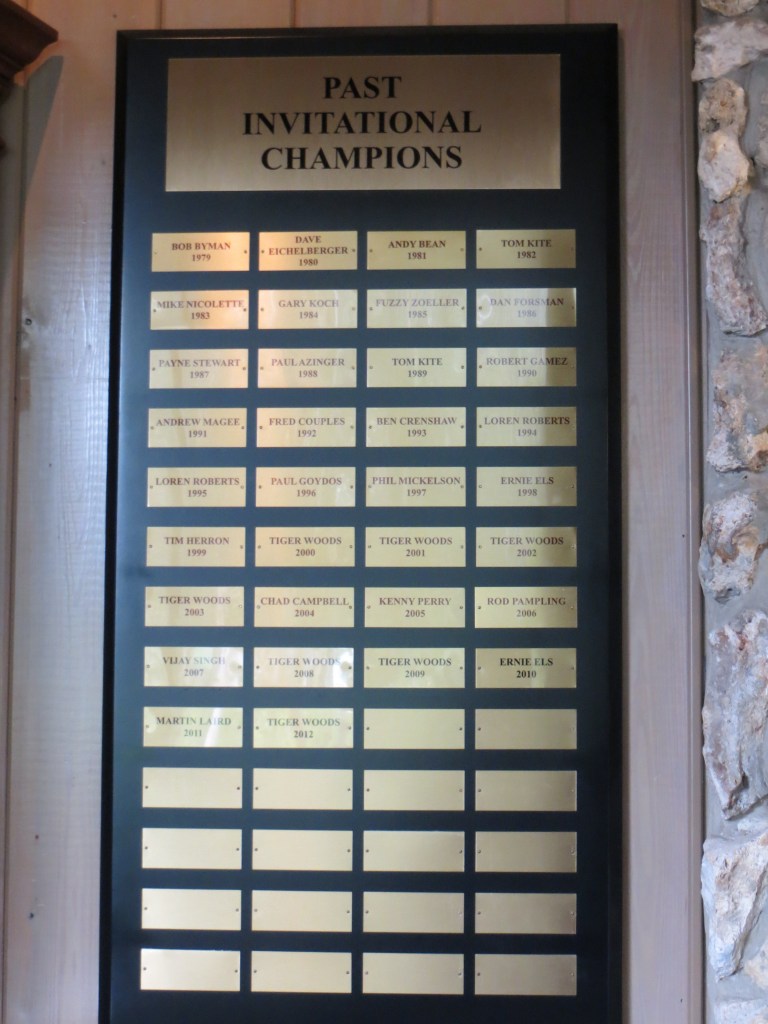 PAST
INVITATIONAL
CHAMPIONS
BOB BYMAN
1979
DAVE
EICHELBERGER
1980
ANDY BEAN
1981
TOM KITE
1982
MIKE NICOLETTE
1983
GARY KOCH
1984
FUZZY ZOELLER
1985
DAN FORSMAN
1986
PAYNE STEWART
1987
PAUL AZINGER
1988
TOM KITE
1989
ROBERT GAMEZ
1990
ANDREW MAGEE
1991
FRED COUPLES
1992
BEN CRENSHAW
1993
LOREN ROBERTS
1994
LOREN ROBERTS
1995
PAUL GOYDOS
1996
PHIL MICKELSON
1997
ERNIE ELS
1998
TIM HERRON
1999
TIGER WOODS
2000
TIGER WOODS
2001
TIGER WOODS
2002
TIGER WOODS
2003
CHAD CAMPBELL
2004
KENNY PERRY
2005
ROD PAMPLING
2006
VIJAY SINGH
2007
TIGER WOODS
2008
TIGER WOODS
2009
ERNIE ELS
2010
MARTIN LAIRD
2011
TIGER WOODS
2012